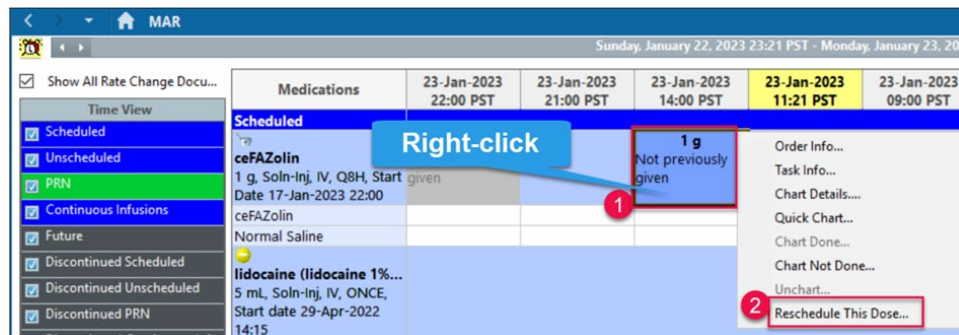 MAR
Sunday, January 22, 2023 23:21 PST - Monday, January 23, 20
Show All Rate Change Docu...
Time View
Scheduled
Unscheduled
PRN
Continuous Infusions
Future
Discontinued Scheduled
Discontinued Unscheduled
Discontinued PRN
Medications
23-Jan-2023
22:00 PST
23-Jan-2023
21:00 PST
23-Jan-2023
14:00 PST
23-Jan-2023
11:21 PST
23-Jan-2023
09:00 PST
Scheduled
ceFAZolin
1 g, Soln-Inj, IV, Q8H, Start
Date 17-Jan-2023 22:00
given
ceFAZolin
Normal Saline
lidocaine (lidocaine 1%...
5 mL, Soln-Inj, IV, ONCE,
Start date 29-Apr-2022
14:15
Right-click
1 g
Not previously
given
1
Order Info...
Task Info...
Chart Details....
Quick Chart...
Chart Done...
Chart Not Done...
Unchart...
2
Reschedule This Dose...